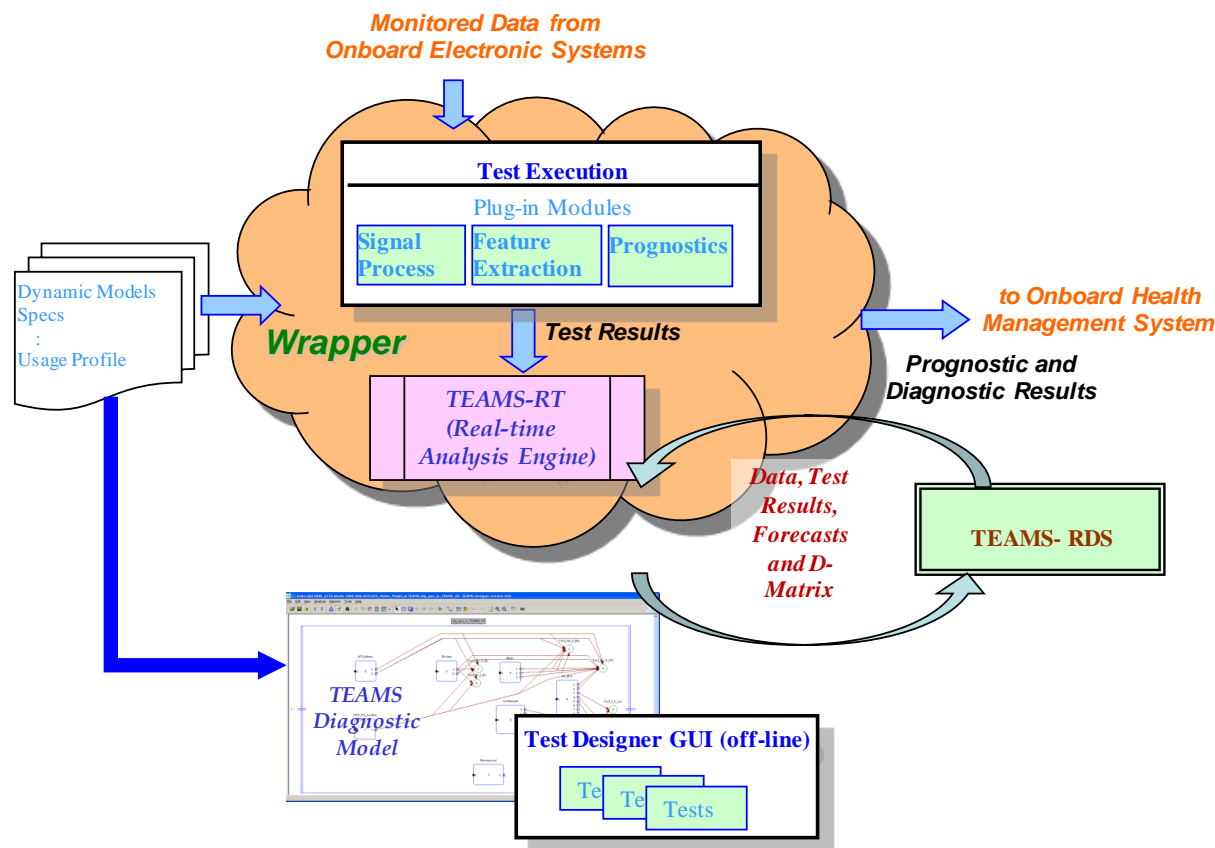 Monitored Data from
Onboard Electronic Systems
Test Execution
Plug-in Modules
Signal
Process
Feature
Extraction
Prognostics
Dynamic Models
Specs
:
Usage Profile
Wrapper
Test Results
to Onboard Health
Management System
Prognostic and
Diagnostic Results
TEAMS-RT
(Real-time
Analysis Engine)
Data, Test
Results,
Forecasts
and D-
Matrix
TEAMS- RDS
TEAMS
Diagnostic
Model
Test Designer GUI (off-line)
Te
Te
Tests